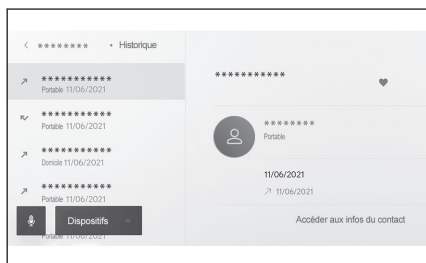 ******** • Historique
***********
Portable 11/06/2021
***********
Portable 11/06/2021
***********
Domicile 11/06/2021
***********
Portable 11/06/2021
Dispositifs
Portable 11/06/2021
***********
********
Portable
11/06/2021
11/06/2021
Accéder aux infos du contact